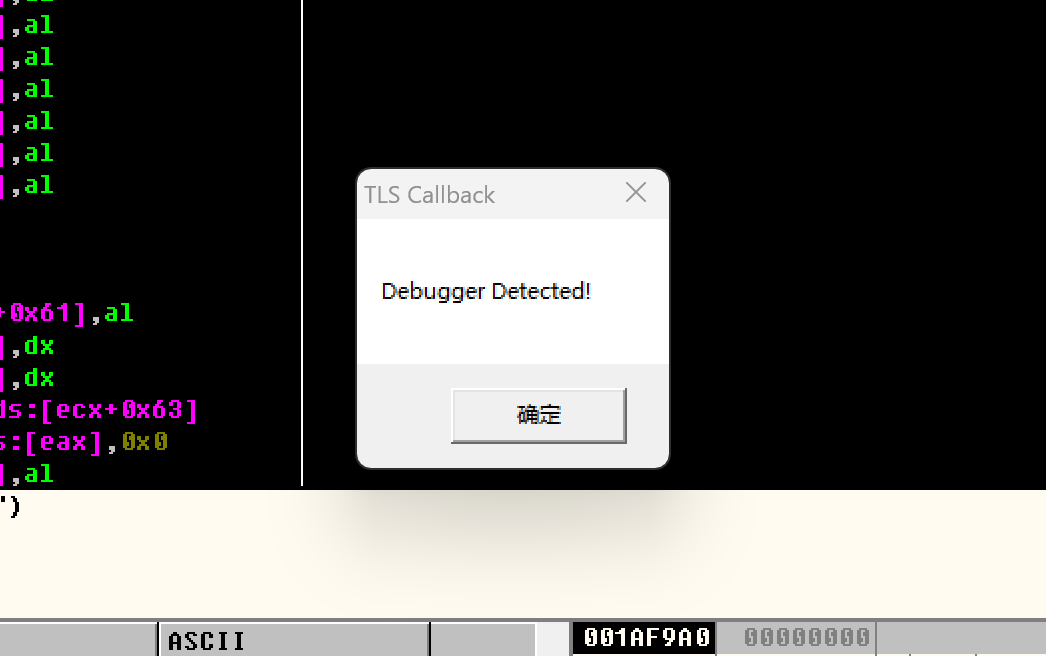 ,al
,al
,al
,al
,al
,al
TLS Callback
Debugger Detected!
+0x61],al
],dx
],dx
ds:[ecx+0x63]
确定
s:[eax],0x0
],al
")
ASCII
001AF9A0 00000000